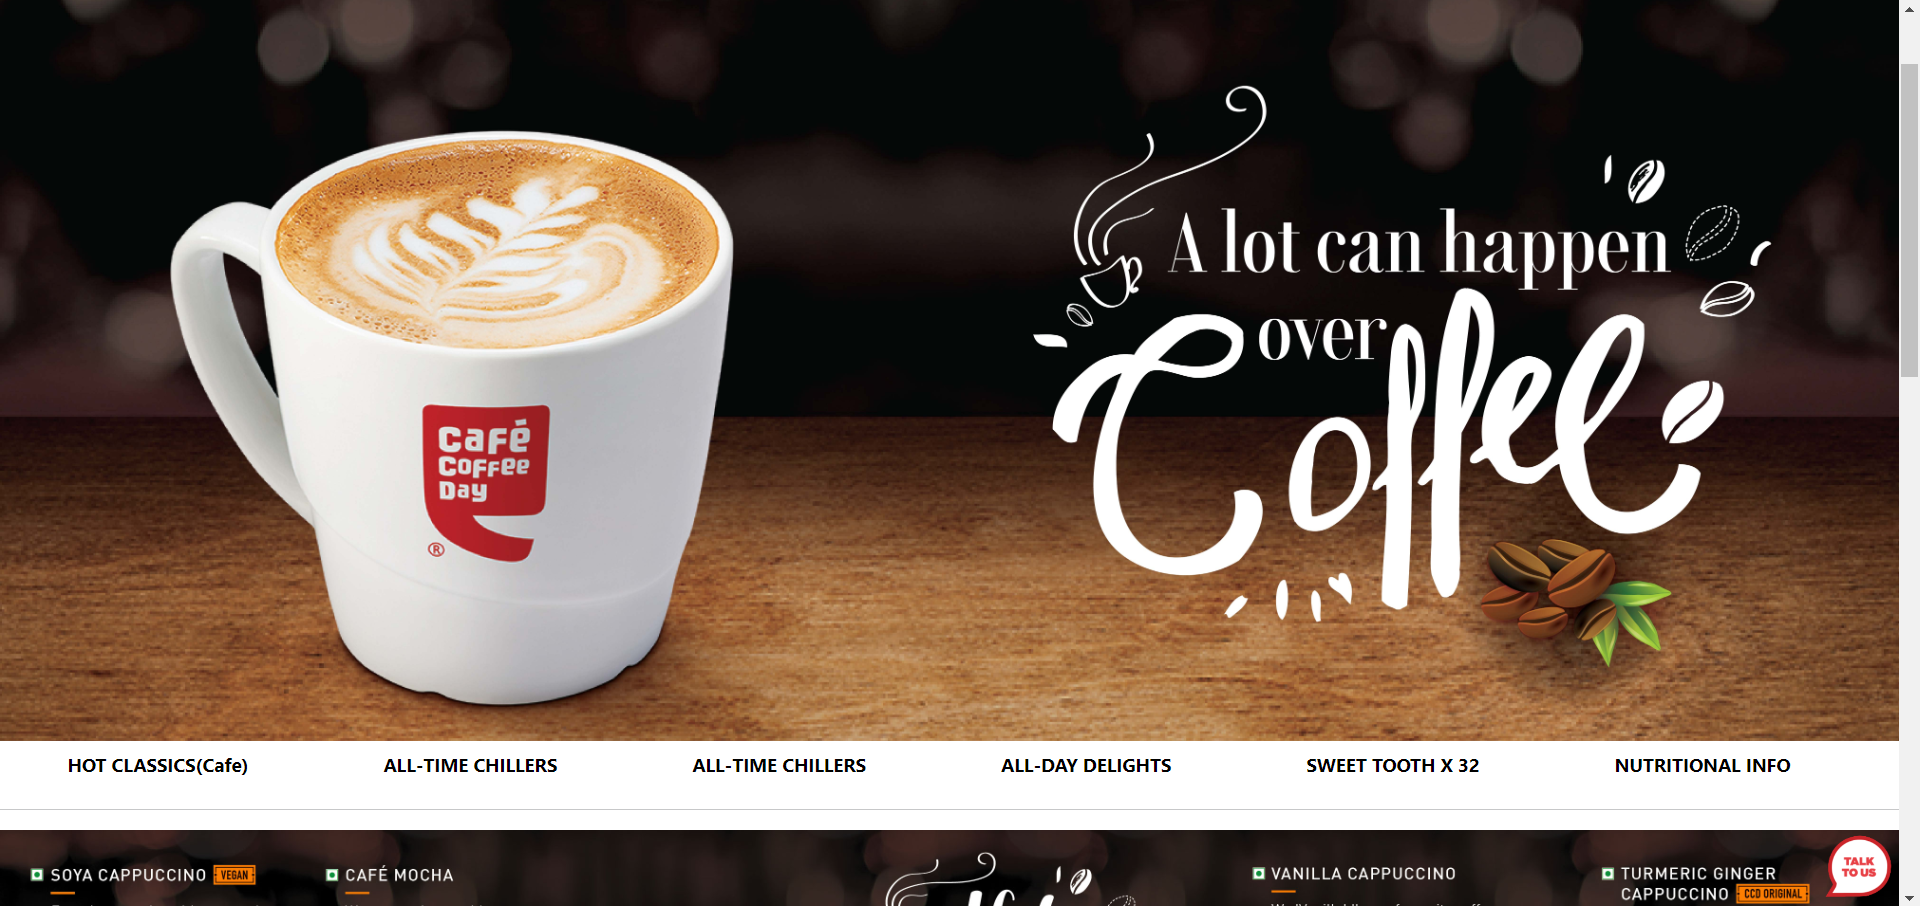 A lot can happen
over
Coffee
Café
Coffee
Day
®
HOT CLASSICS(Cafe)
ALL-TIME CHILLERS
ALL-TIME CHILLERS
ALL-DAY DELIGHTS
SWEET TOOTH X 32
NUTRITIONAL INFO
SOYA CAPPUCCINO VEGAN
CAFÉ MOCHA
VANILLA CAPPUCCINO
TURMERIC GINGER
CAPPUCCINO CCD ORIGINAL
TALK
TO US